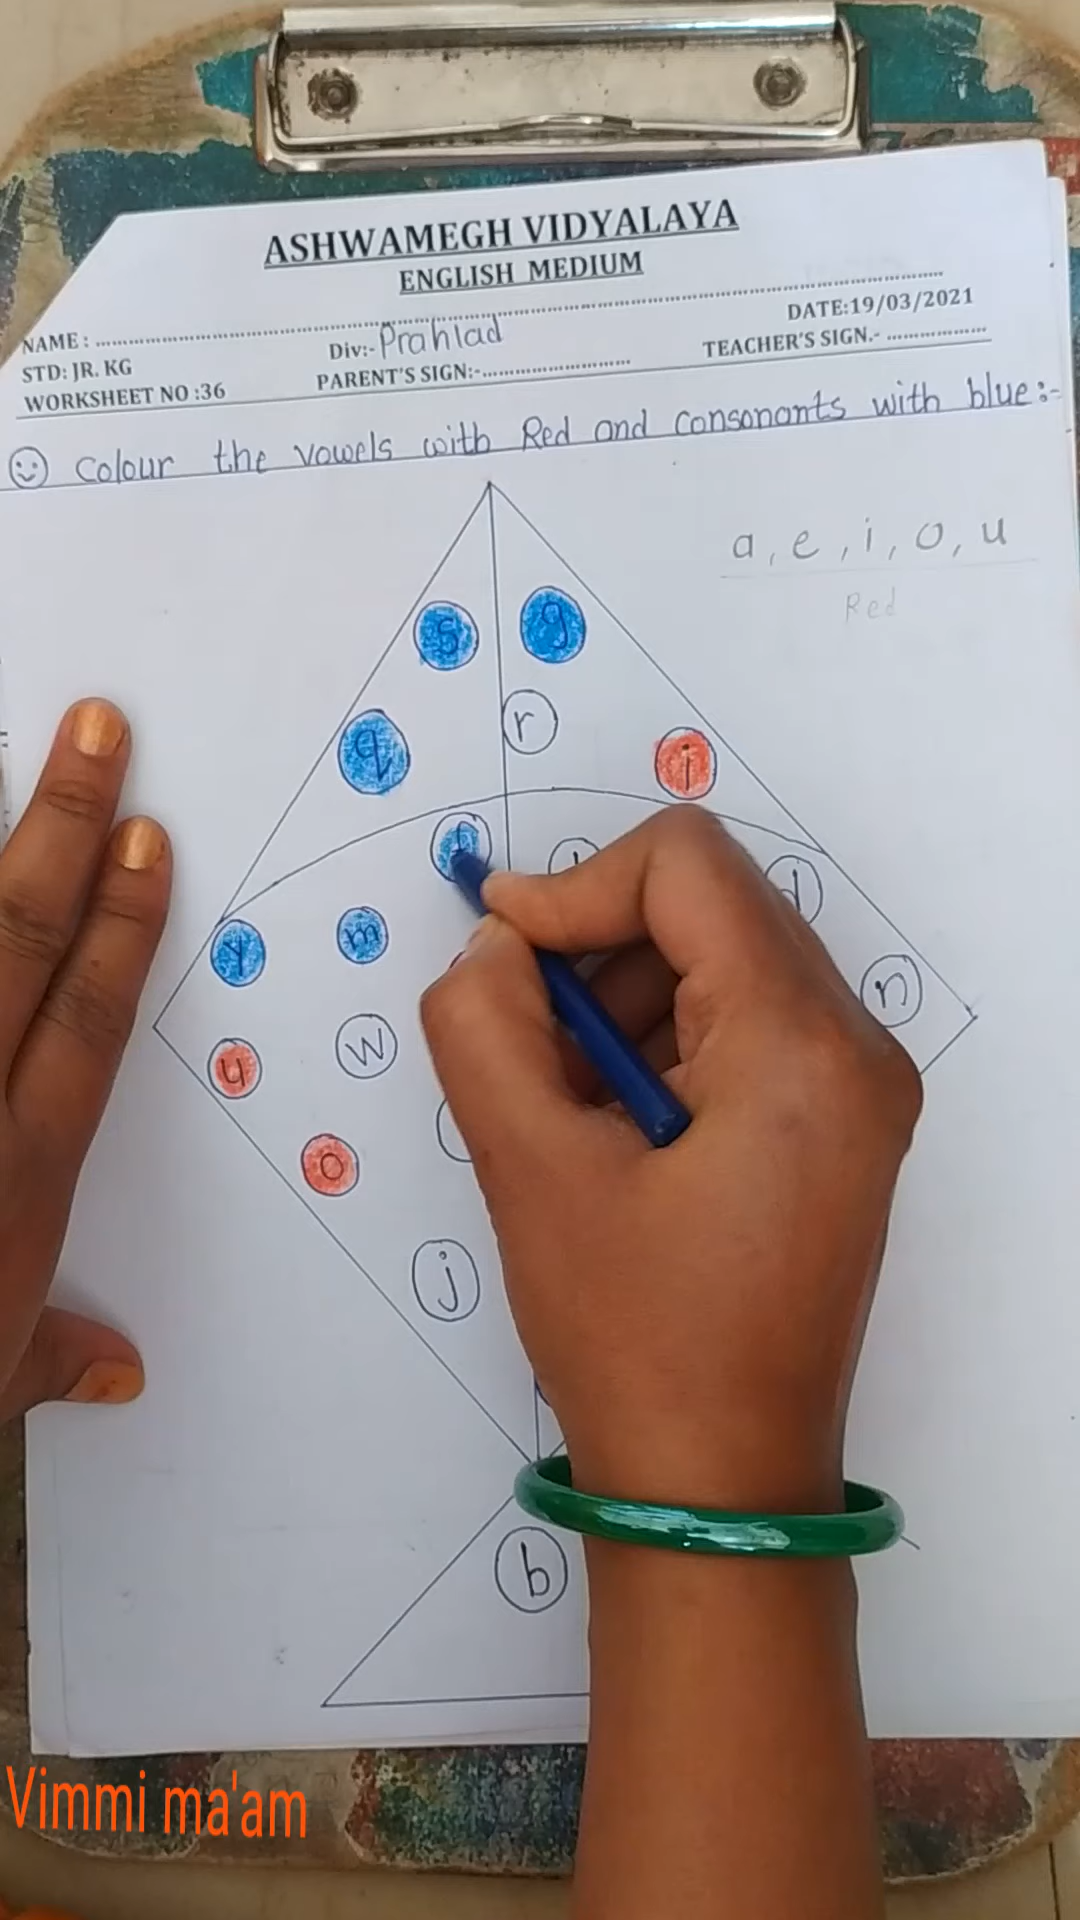 ASHWAMEGH VIDYALAYA
ENGLISH MEDIUM
NAME : ........................................................................
STD: JR. KG Div:- Prahlad DATE:19/03/2021
WORKSHEET NO :36 PARENT'S SIGN:-........................... TEACHER'S SIGN.- ..................
Colour the vowels with Red and consonants with blue:-
a, e, i, o, u
Red
s g
q r i
d
y m n
u w
o
j
b
Vimmi ma'am